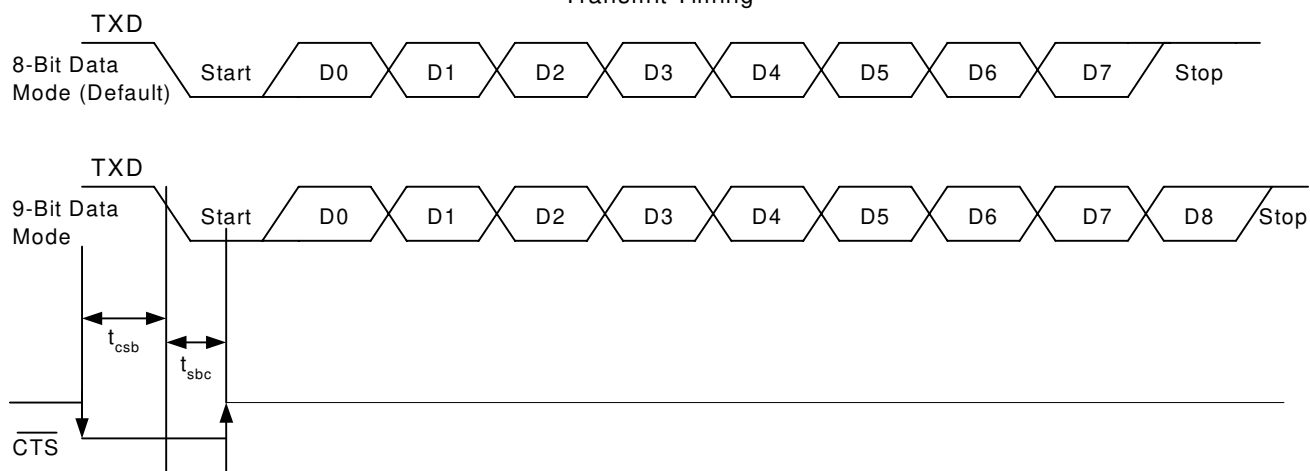 Transmit Timing
TXD
8-Bit Data
Mode (Default)
Start D0 D1 D2 D3 D4 D5 D6 D7 Stop
TXD
9-Bit Data
Mode
Start D0 D1 D2 D3 D4 D5 D6 D7 D8 Stop
tcsb
tsbc
CTS